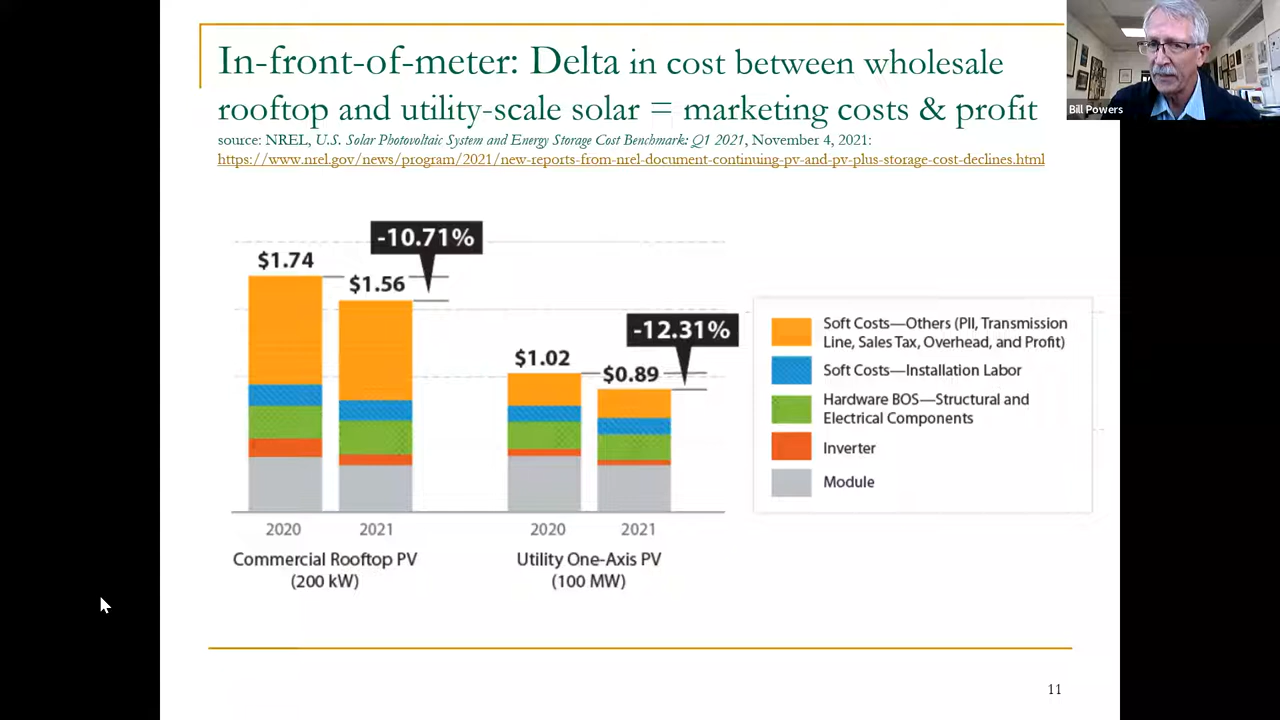 In-front-of-meter: Delta in cost between wholesale
rooftop and utility-scale solar = marketing costs & profit
source: NREL, U.S. Solar Photovoltaic System and Energy Storage Cost Benchmark: Q1 2021, November 4, 2021:
https://www.nrel.gov/news/program/2021/new-reports-from-nrel-document-continuing-pv-and-pv-plus-storage-cost-declines.html
Bill Powers
-10.71%
$1.74
$1.56
-12.31%
$1.02
$0.89
Soft Costs—Others (PII, Transmission
Line, Sales Tax, Overhead, and Profit)
Soft Costs—Installation Labor
Hardware BOS—Structural and
Electrical Components
Inverter
Module
2020
2021
2020
2021
Commercial Rooftop PV
(200 kW)
Utility One-Axis PV
(100 MW)
11